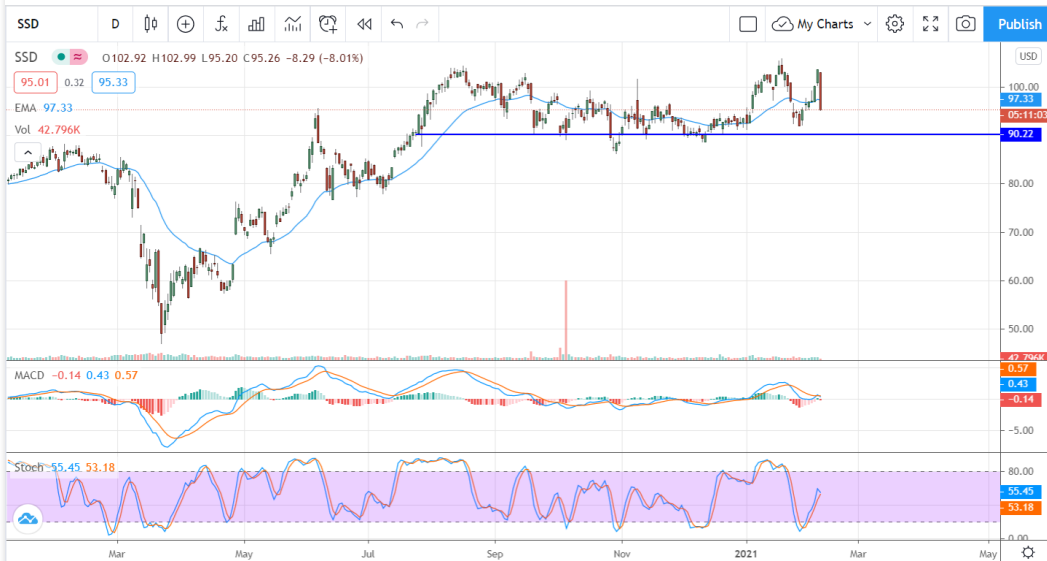 SSD D fx My Charts Publish
SSD O102.92 H102.99 L95.20 C95.26 −8.29 (−8.01%) USD
95.01 0.32 95.33
100.00
EMA 97.33
97.33
05:11:03
Vol 42.796K
90.22
80.00
70.00
60.00
50.00
42.796K
MACD −0.14 0.43 0.57
0.57
0.43
−0.14
−5.00
Stoch 55.45 53.18
80.00
55.45
53.18
0.00
Mar May Jul Sep Nov 2021 Mar May